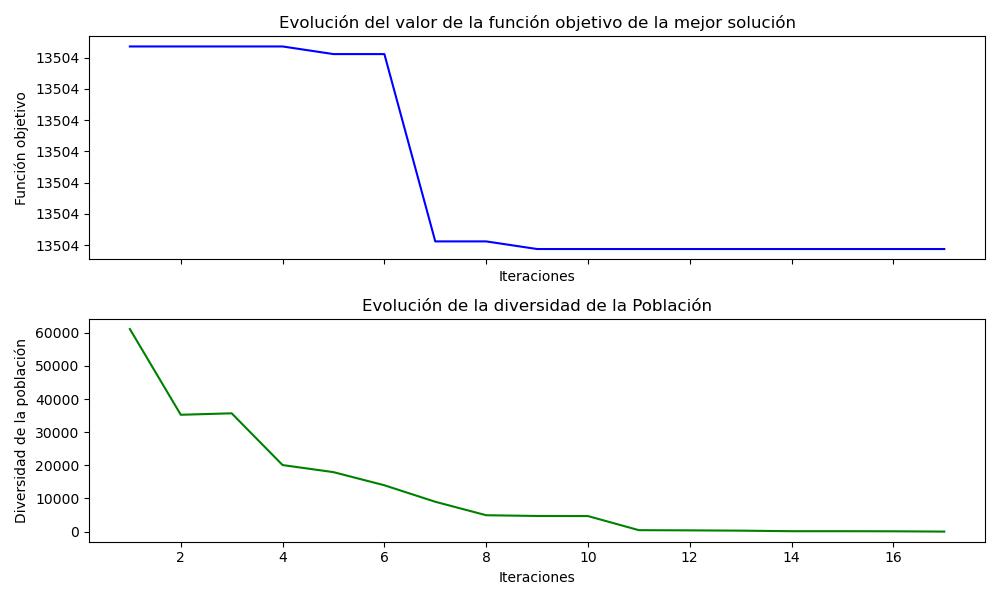 Evolución del valor de la función objetivo de la mejor solución
13504
13504
13504
13504
13504
13504
13504
Función objetivo
Iteraciones
Evolución de la diversidad de la Población
60000
50000
40000
30000
20000
10000
0
Diversidad de la población
2 4 6 8 10 12 14 16
Iteraciones